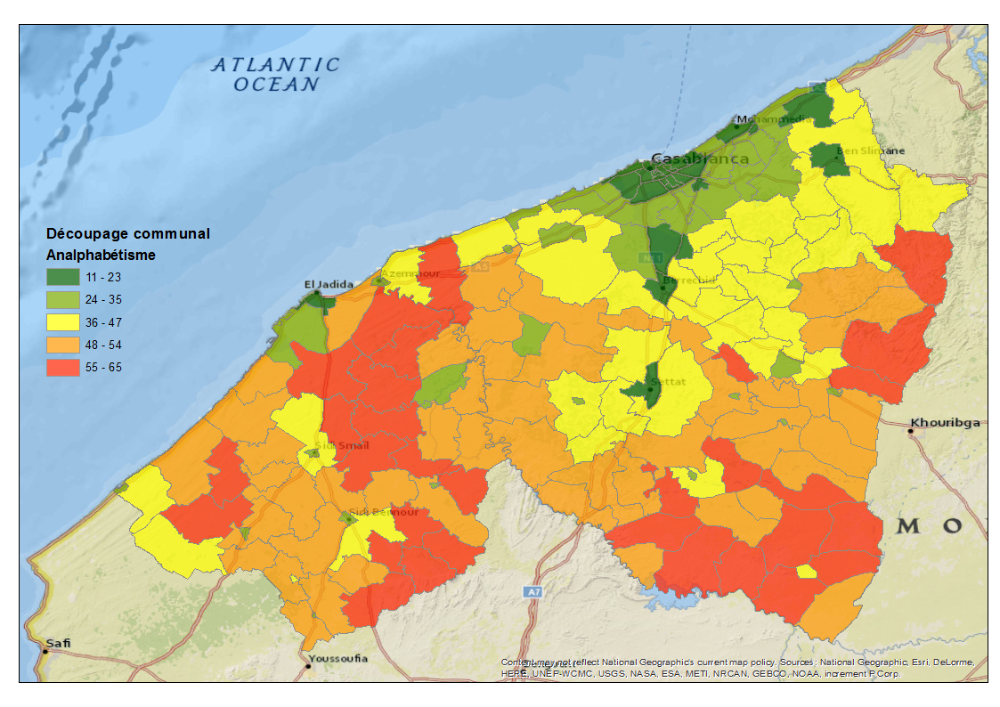 ATLANTIC
OCEAN
Mohammedia
Casablanca
Ben Slimane
Découpage communal
Analphabétisme
11 - 23
24 - 35
36 - 47
48 - 54
55 - 65
Azemmour
El Jadida
Berrechid
Settat
Khouribga
Sidi Smail
Sidi Bennour
M O
A7
Safi
Youssoufia
Content may not reflect National Geographic's current map policy. Sources: National Geographic, Esri, DeLorme,
HERE, UNEP-WCMC, USGS, NASA, ESA, METI, NRCAN, GEBCO, NOAA, increment P Corp.